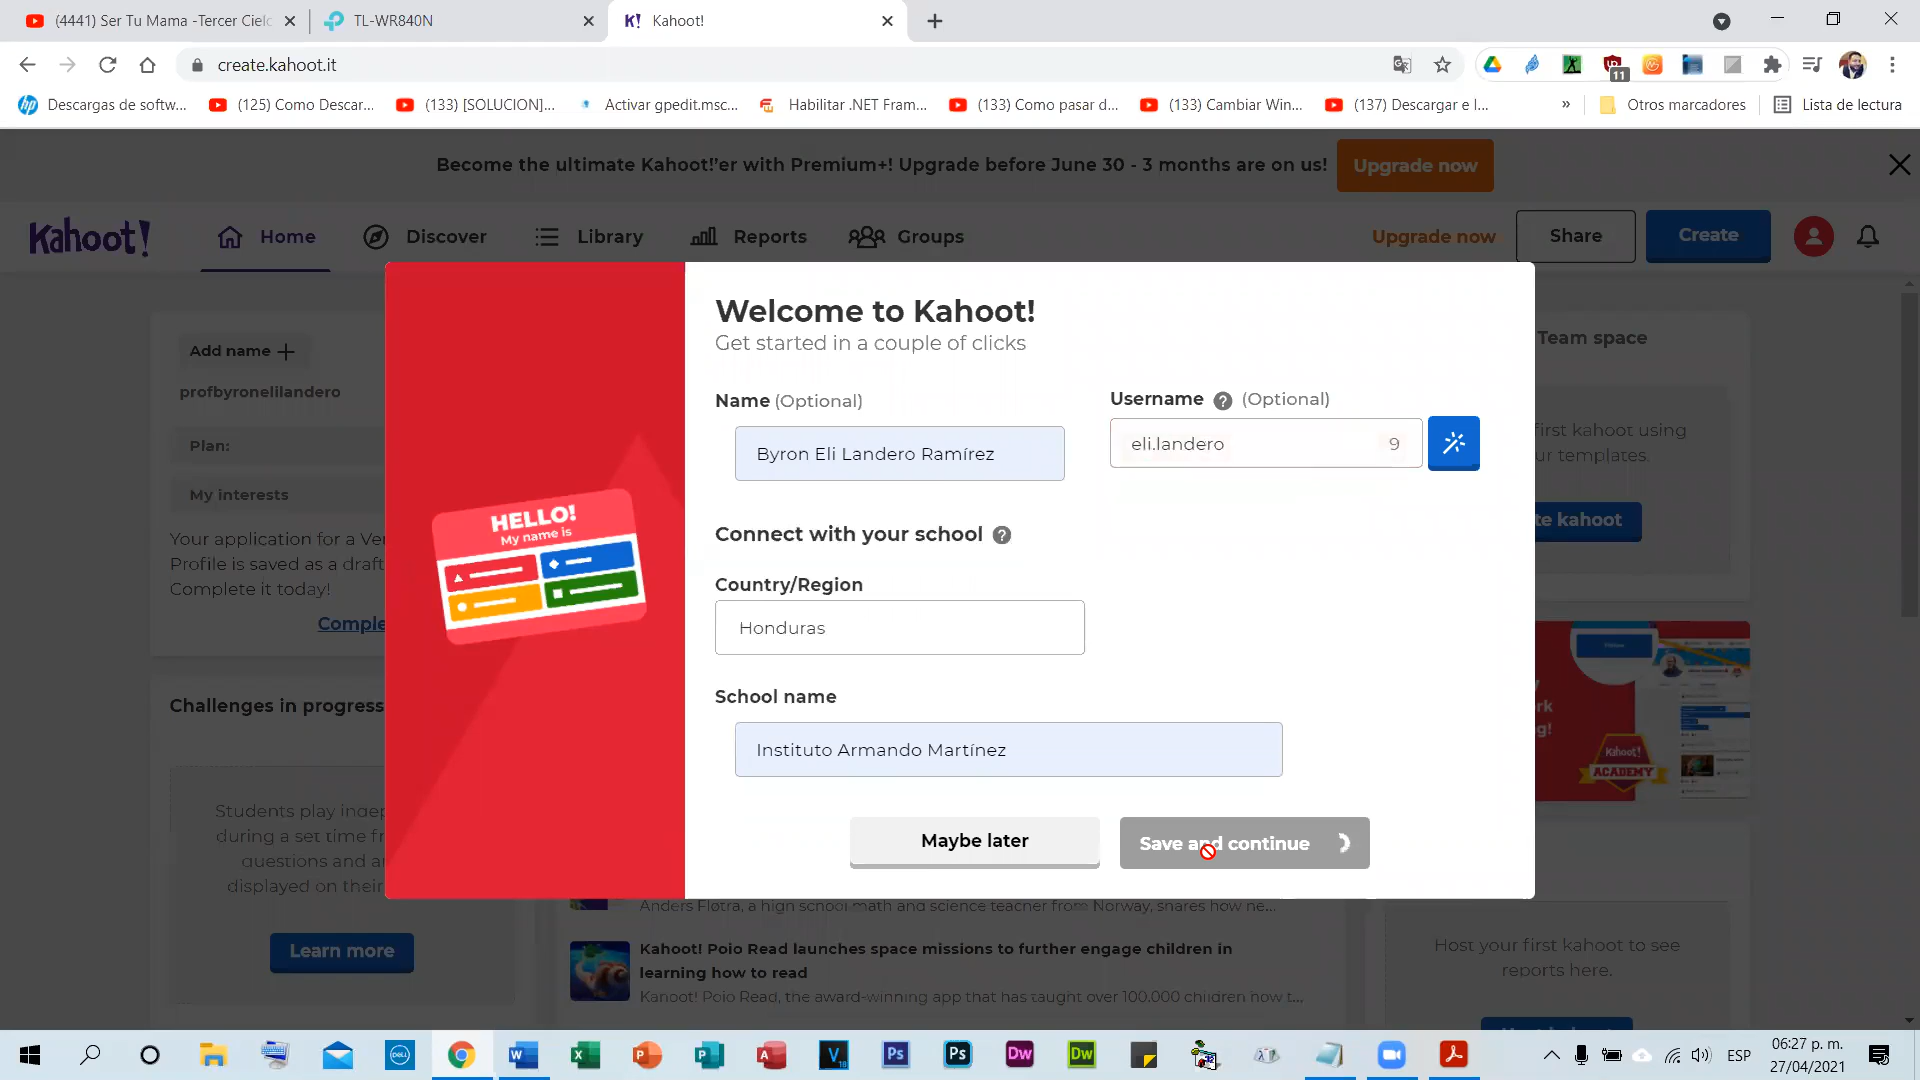 (4441) Ser Tu Mama -Tercer Cielo
TL-WR840N
Kahoot!
create.kahoot.it
11
Descargas de softw...
(125) Como Descar...
(133) [SOLUCION]...
Activar gpedit.msc...
Habilitar .NET Fram...
(133) Como pasar d...
(133) Cambiar Win...
(137) Descargar e I...
»
Otros marcadores
Lista de lectura
Become the ultimate Kahoot!'er with Premium+! Upgrade before June 30 - 3 months are on us!
Upgrade now
Kahoot!
Home
Discover
Library
Reports
Groups
Upgrade now
Share
Create
Add name
profbyronelilandero
Plan:
My interests
Your application for a Ve
Profile is saved as a draft
Complete it today!
Comple
Challenges in progress
Students play inde
during a set time fr
questions and an
displayed on their
Learn more
HELLO!
My name is
Welcome to Kahoot!
Get started in a couple of clicks
Name (Optional)
Byron Eli Landero Ramírez
Username ? (Optional)
eli.landero
9
Connect with your school ?
Country/Region
Honduras
School name
Instituto Armando Martínez
Maybe later
Save and continue
Anders Fløtra, a high school math and science teacher from Norway, shares how he...
Kahoot! Poio Read launches space missions to further engage children in
learning how to read
Kahoot! Poio Read, the award-winning app that has taught over 100.000 children how t...
Team space
first kahoot using
ur templates.
te kahoot
Kahoot!
ACADEMY
Host your first kahoot to see
reports here.
ESP
06:27 p. m.
27/04/2021